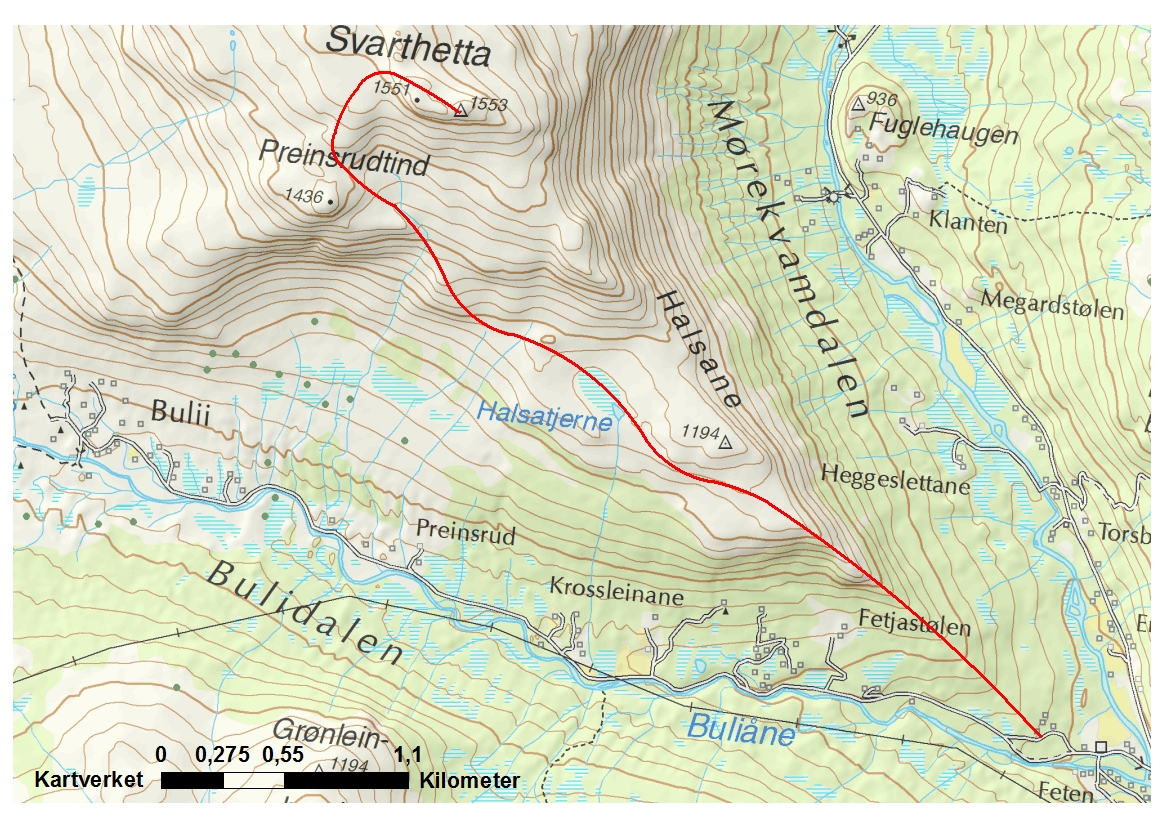 Svarthetta
1551
1553
936
Fuglehaugen
Preinsrudtind
1436
Mørekvamdalen
Klanten
Megardstølen
Halsane
Bulii
Halsatjerne
1194
Heggeslettane
Preinsrud
Torsb
Krossleinane
Bulidalen
Fetjastølen
Buliåne
Grønlein-
1194
0 0,275 0,55 1,1
Kartverket
Kilometer
Feten